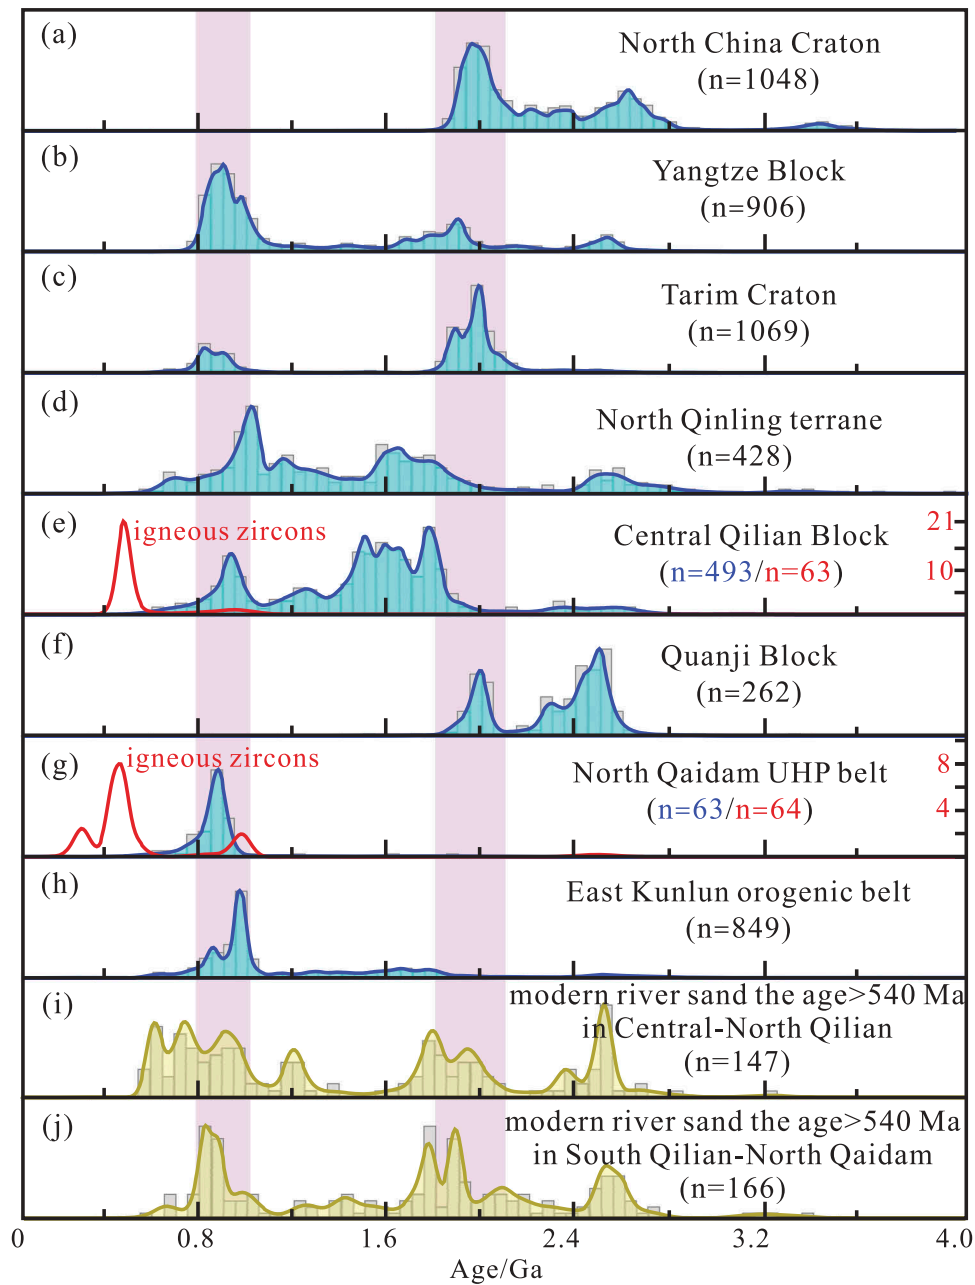 (a)
North China Craton
(n=1048)
(b)
Yangtze Block
(n=906)
(c)
Tarim Craton
(n=1069)
(d)
North Qinling terrane
(n=428)
(e)
igneous zircons
Central Qilian Block
(n=493/n=63)
21
10
(f)
Quanji Block
(n=262)
(g)
igneous zircons
North Qaidam UHP belt
(n=63/n=64)
8
4
(h)
East Kunlun orogenic belt
(n=849)
(i)
modern river sand the age>540 Ma
in Central-North Qilian
(n=147)
(j)
modern river sand the age>540 Ma
in South Qilian-North Qaidam
(n=166)
0 0.8 1.6 2.4 3.2 4.0
Age/Ga